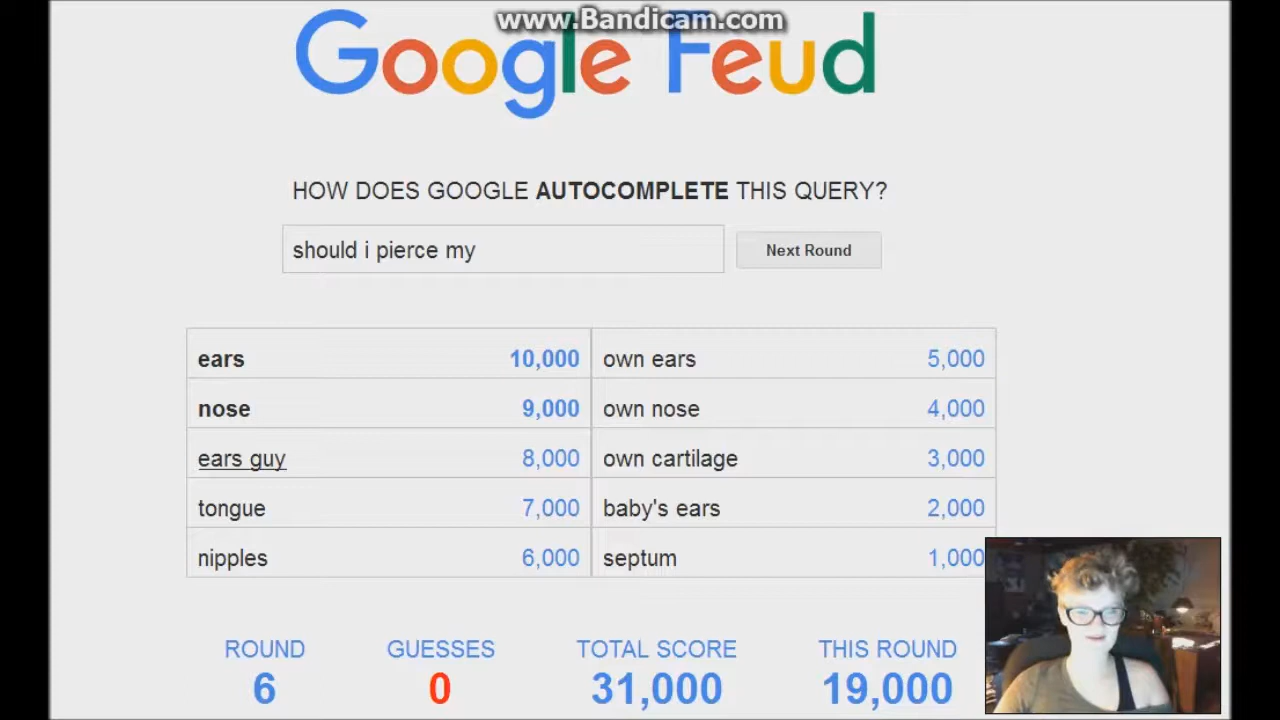 www.Bandicam.com
Google Feud
HOW DOES GOOGLE AUTOCOMPLETE THIS QUERY?
should i pierce my
Next Round
ears 10,000 own ears 5,000
nose 9,000 own nose 4,000
ears guy 8,000 own cartilage 3,000
tongue 7,000 baby's ears 2,000
nipples 6,000 septum 1,000
ROUND GUESSES TOTAL SCORE THIS ROUND
6 0 31,000 19,000